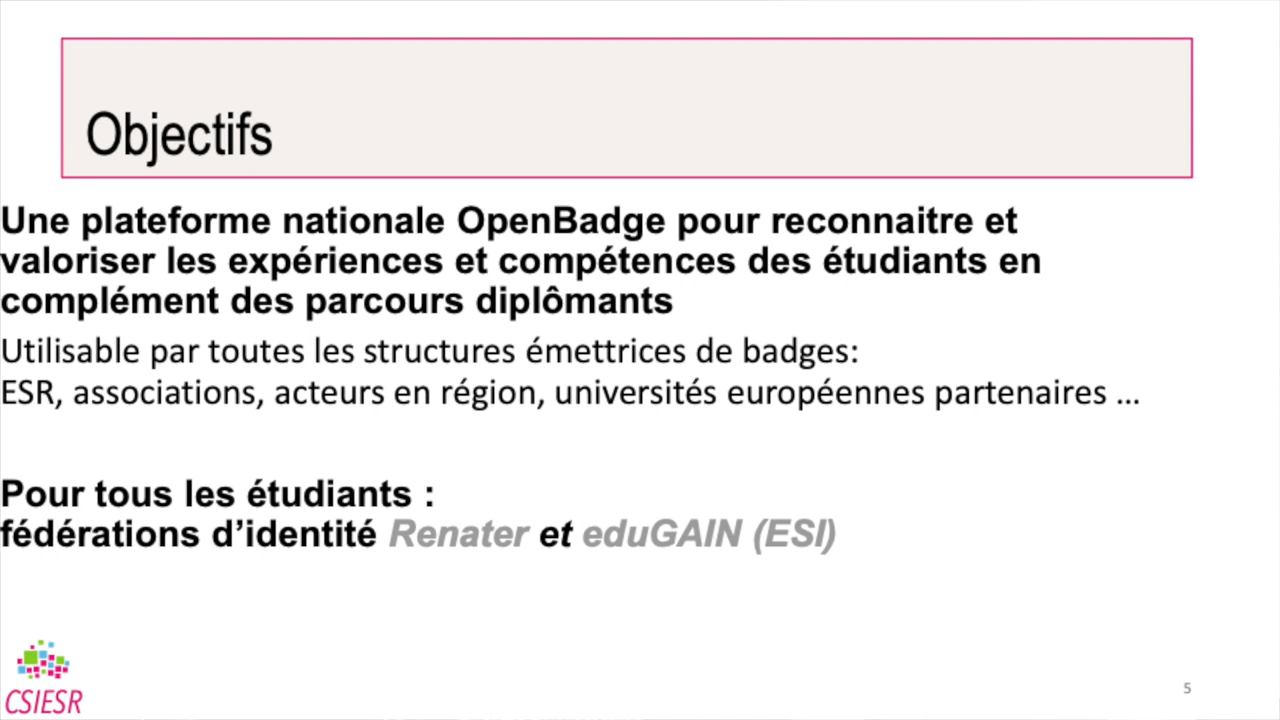 Objectifs
Une plateforme nationale OpenBadge pour reconnaitre et
valoriser les expériences et compétences des étudiants en
complément des parcours diplômants
Utilisable par toutes les structures émettrices de badges:
ESR, associations, acteurs en région, universités européennes partenaires ...
Pour tous les étudiants :
fédérations d’identité Renater et eduGAIN (ESI)
CSIESR
5